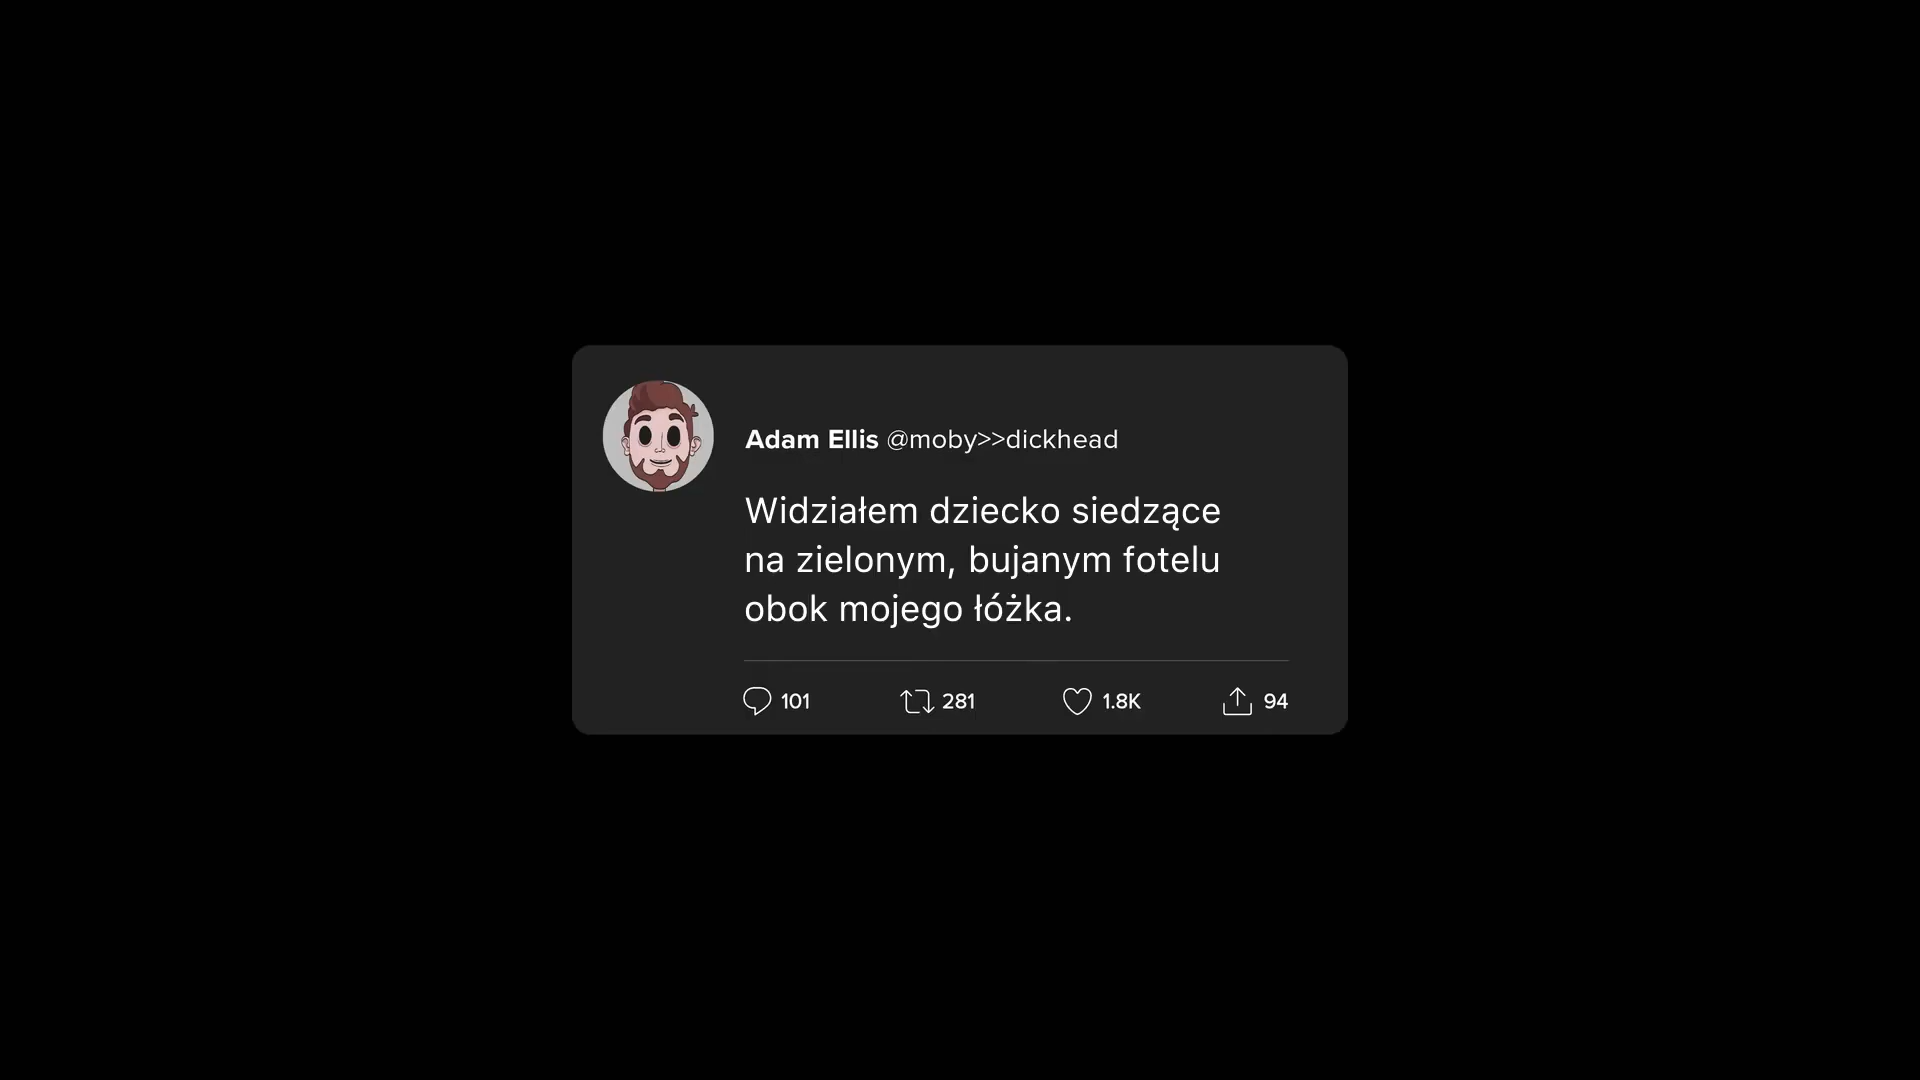 Adam Ellis @moby>>dickhead
Widziałem dziecko siedzące
na zielonym, bujanym fotelu
obok mojego łóżka.
101 281 1.8K 94